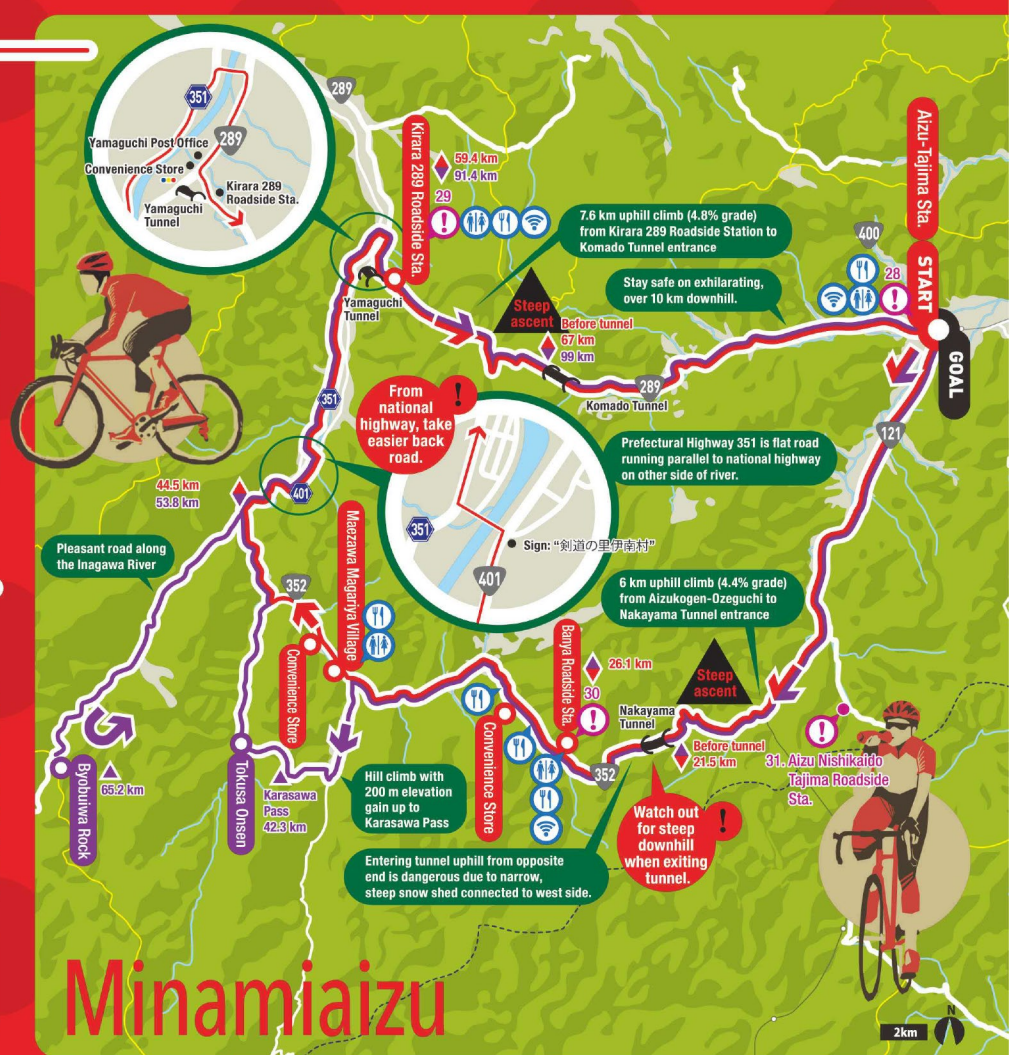 351
289
Yamaguchi Post Office
Convenience Store
Yamaguchi
Tunnel
Kirara 289
Roadside Sta.
289
Kirara 289 Roadside Sta.
59.4 km
91.4 km
29
!
7.6 km uphill climb (4.8% grade)
from Kirara 289 Roadside Station to
Komado Tunnel entrance
Aizu-Tajima Sta.
400
28
!
START
GOAL
Stay safe on exhilarating,
over 10 km downhill.
Yamaguchi
Tunnel
Steep
ascent
Before tunnel
67 km
99 km
289
Komado Tunnel
351
From
national
highway, take
easier back
road.
!
121
Prefectural Highway 351 is flat road
running parallel to national highway
on other side of river.
44.5 km
53.8 km
401
351
Sign: “剣道の里伊南村”
401
Pleasant road along
the Inagawa River
352
Maezawa Magariya Village
6 km uphill climb (4.4% grade)
from Aizukogen-Ozeguchi to
Nakayama Tunnel entrance
Convenience Store
Banya Roadside Sta.
26.1 km
30
!
Steep
ascent
Nakayama
Tunnel
Before tunnel
21.5 km
!
31. Aizu Nishikaido
Tajima Roadside
Sta.
Convenience Store
352
Byobuiwa Rock
65.2 km
Tokusa Onsen
Karasawa
Pass
42.3 km
Hill climb with
200 m elevation
gain up to
Karasawa Pass
Watch out
for steep
downhill
when exiting
tunnel.
!
Entering tunnel uphill from opposite
end is dangerous due to narrow,
steep snow shed connected to west side.
Minamiaizu
2km
N